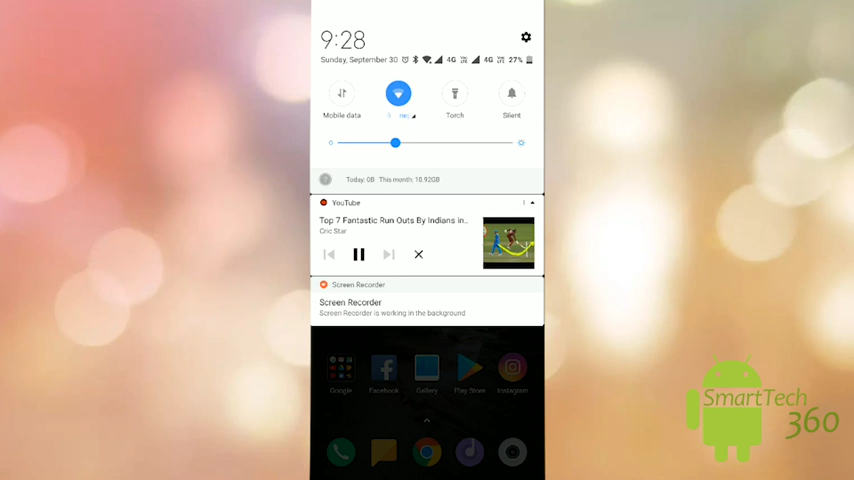 9:28
Sunday, September 30 4G 4G 27%
Mobile data
Torch
Silent
Today: 0B This month: 10.92GB
YouTube
Top 7 Fantastic Run Outs By Indians in..
Cric Star
Screen Recorder
Screen Recorder
Screen Recorder is working in the background
Google Facebook Gallery Play Store Instagram
SmartTech
360